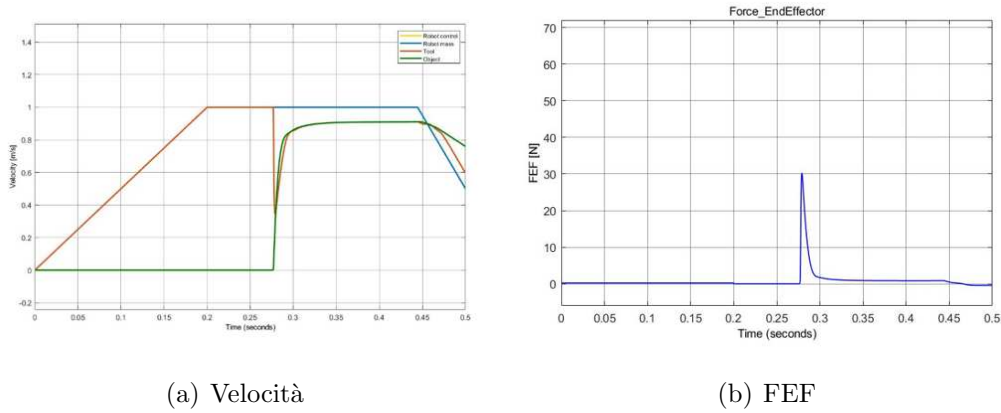 Robot control
Robot mass
Tool
Object
1.4
1.2
1
0.8
0.6
0.4
0.2
0
-0.2
Velocity (m/s)
0 0.05 0.1 0.15 0.2 0.25 0.3 0.35 0.4 0.45 0.5
Time (seconds)
(a) Velocità
Force_EndEffector
70
60
50
40
30
20
10
0
FEF [N]
0 0.05 0.1 0.15 0.2 0.25 0.3 0.35 0.4 0.45 0.5
Time (seconds)
(b) FEF